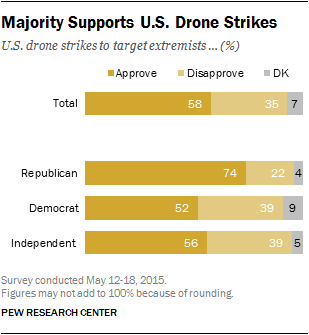 Majority Supports U.S. Drone Strikes
U.S. drone strikes to target extremists ... (%)
Approve Disapprove DK
Total 58 35 7
Republican 74 22 4
Democrat 52 39 9
Independent 56 39 5
Survey conducted May 12-18, 2015.
Figures may not add to 100% because of rounding.
PEW RESEARCH CENTER